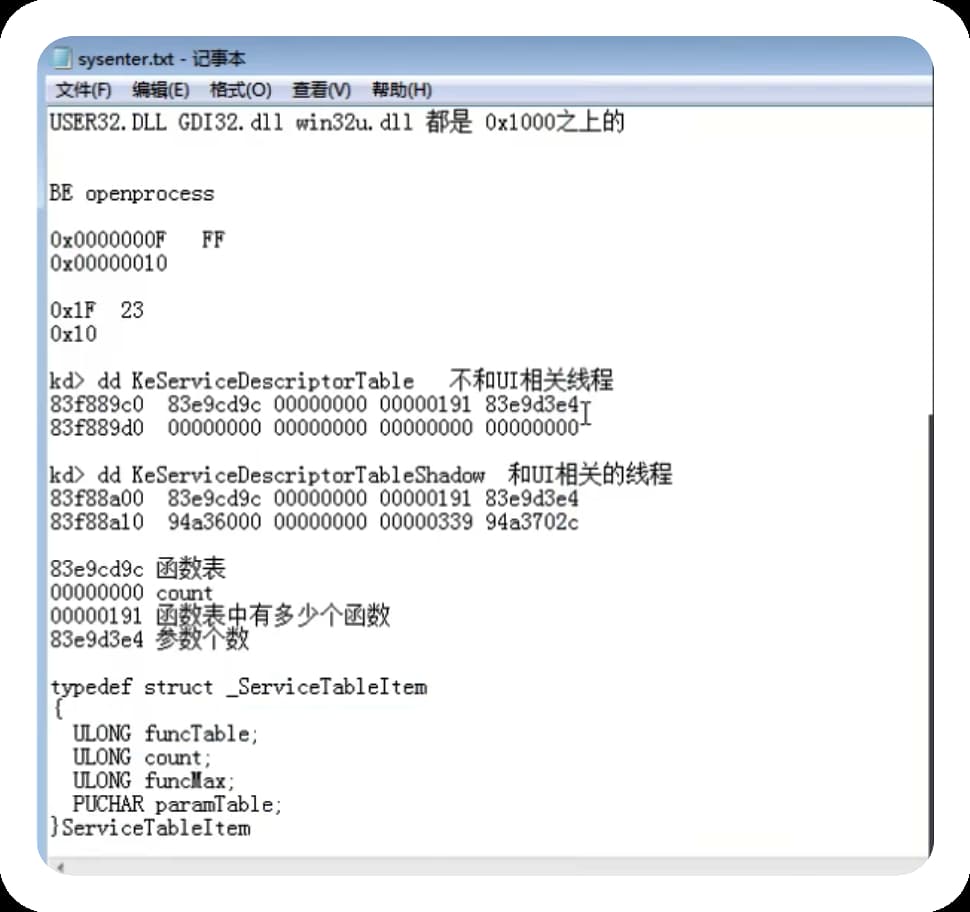 sysenter.txt - 记事本
文件(F) 编辑(E) 格式(O) 查看(V) 帮助(H)
USER32.DLL GDI32.dll win32u.dll 都是 0x1000之上的
BE openprocess
0x0000000F FF
0x00000010
0x1F 23
0x10
kd> dd KeServiceDescriptorTable 不和UI相关线程
83f889c0 83e9cd9c 00000000 00000191 83e9d3e4
83f889d0 00000000 00000000 00000000 00000000
kd> dd KeServiceDescriptorTableShadow 和UI相关的线程
83f88a00 83e9cd9c 00000000 00000191 83e9d3e4
83f88a10 94a36000 00000000 00000339 94a3702c
83e9cd9c 函数表
00000000 count
00000191 函数表中有多少个函数
83e9d3e4 参数个数
typedef struct _ServiceTableItem
{
ULONG funcTable;
ULONG count;
ULONG funcMax;
PUCHAR paramTable;
}ServiceTableItem